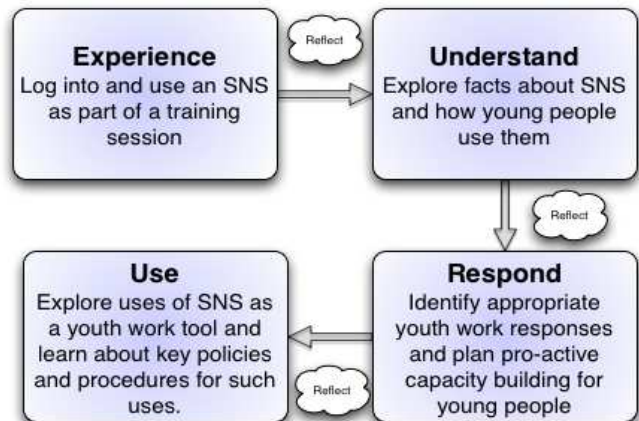 Experience
Log into and use an SNS
as part of a training
session
Reflect
Understand
Explore facts about SNS
and how young people
use them
Reflect
Respond
Identify appropriate
youth work responses
and plan pro-active
capacity building for
young people
Reflect
Use
Explore uses of SNS as
a youth work tool and
learn about key policies
and procedures for such
uses.